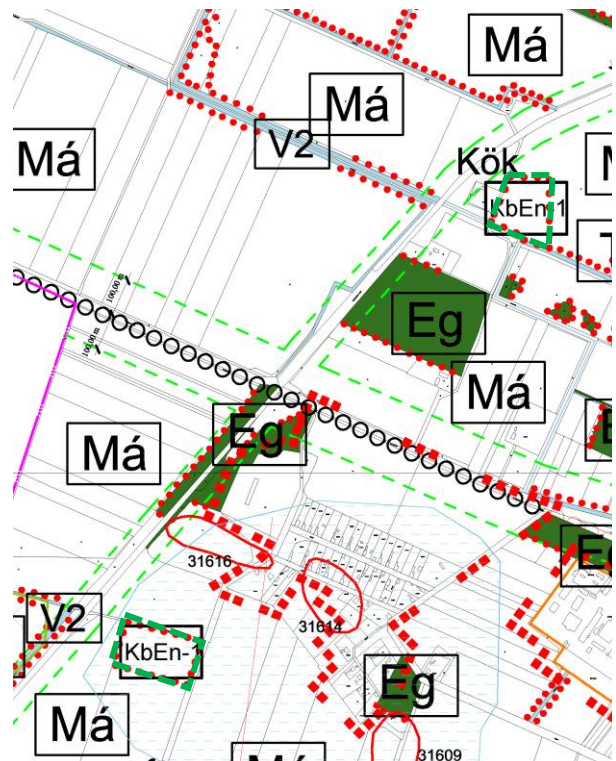 Má
Má
V2
Má
Kök
KbEn-1
100,00 m
100,00 m
Eg
Má
Eg
Má
31616
31614
V2
KbEn-1
Eg
Má
31609